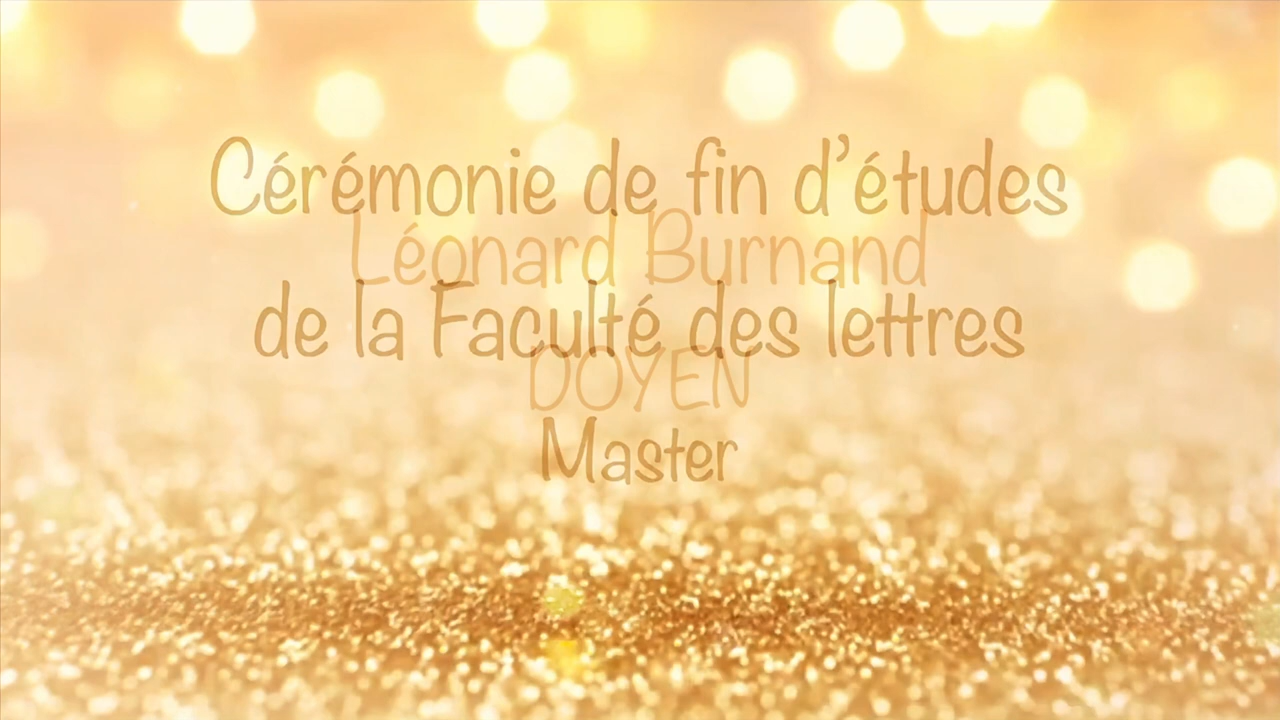 Cérémonie de fin d’études
Léonard Burnand
de la Faculté des lettres
DOYEN
Master